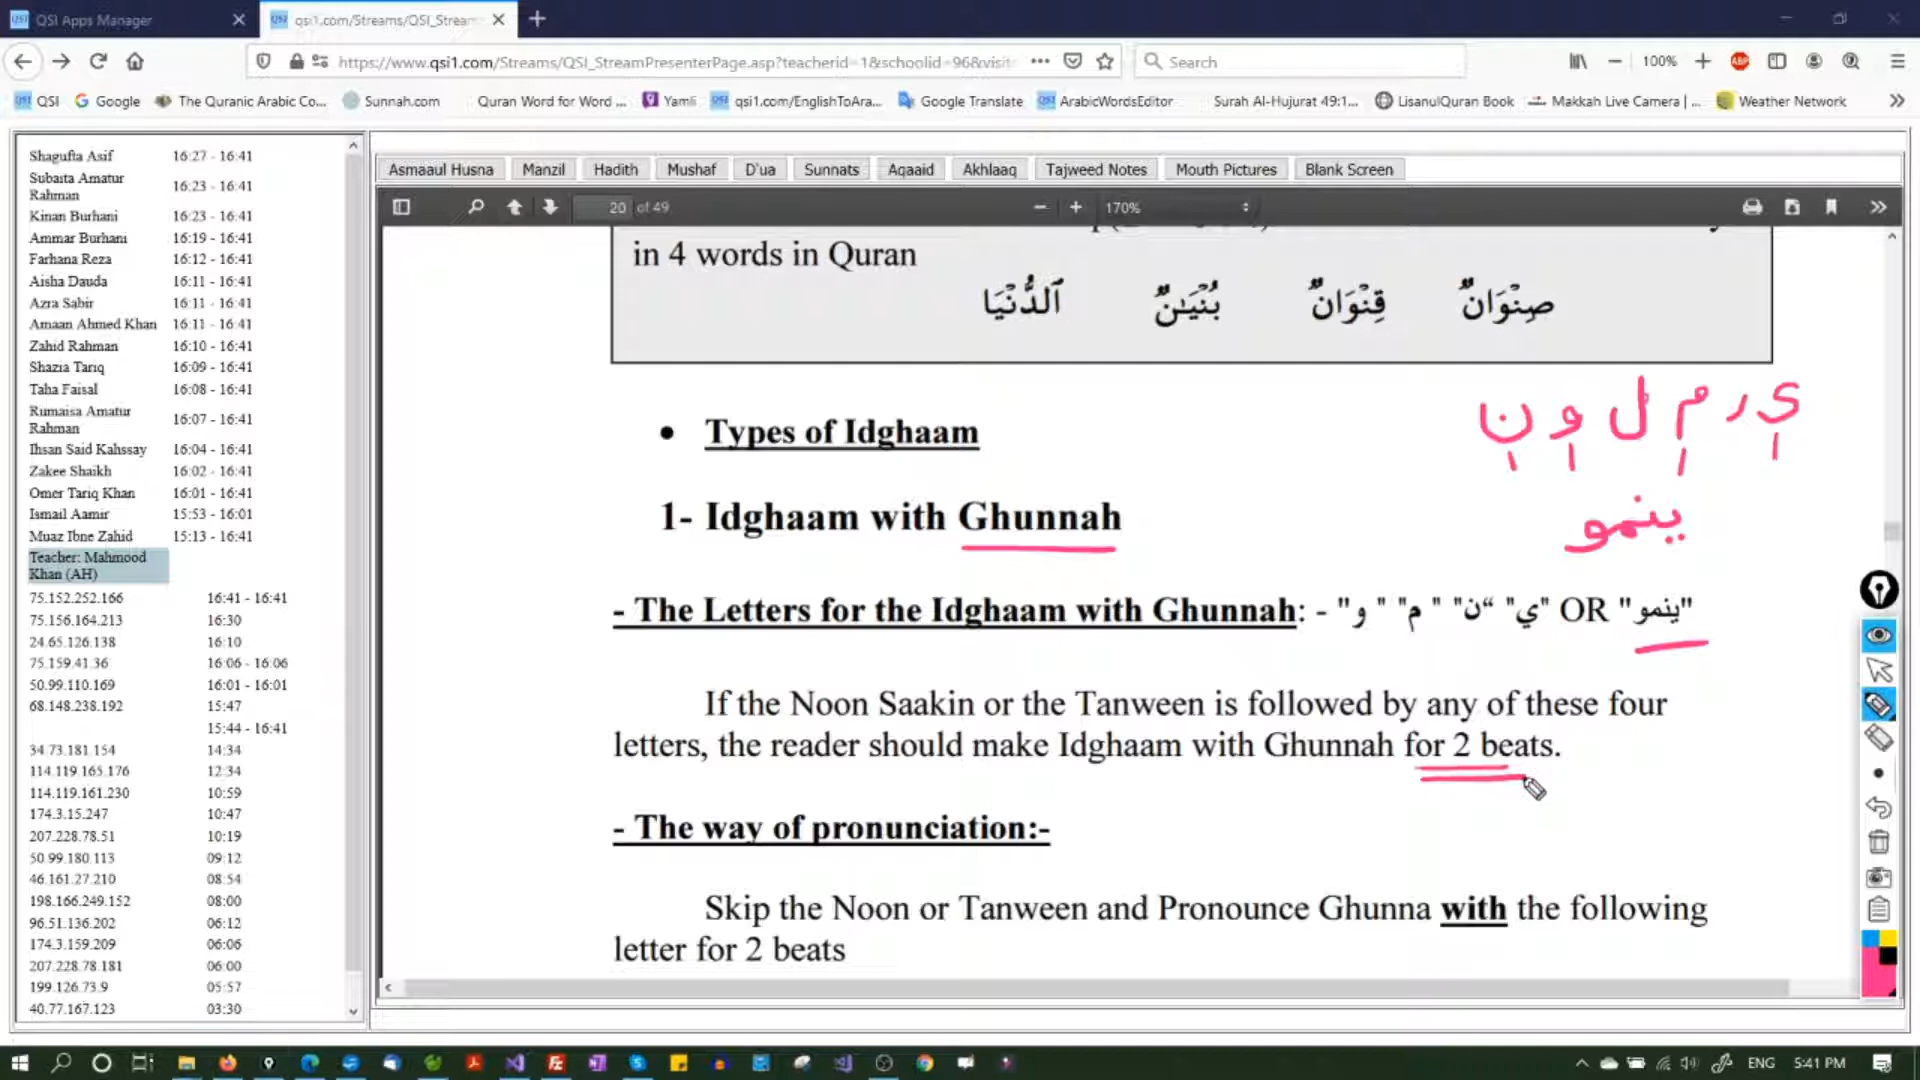 QSI Apps Manager
qsi1.com/Streams/QSI_Stream
https://www.qsi1.com/Streams/QSI_StreamPresenterPage.asp?teacherid=1&schoolid=96&visit
Search
100%
QSI
Google
The Quranic Arabic Co...
Sunnah.com
Quran Word for Word ...
Yamli
qsi1.com/EnglishToAra...
Google Translate
ArabicWordsEditor
Surah Al-Hujurat 49:1...
LisanulQuran Book
Makkah Live Camera | ...
Weather Network
Shagufta Asif 16:27 - 16:41
Subaita Amatur
Rahman 16:23 - 16:41
Kinan Burhani 16:23 - 16:41
Ammar Burhani 16:19 - 16:41
Farhana Reza 16:12 - 16:41
Aisha Dauda 16:11 - 16:41
Azra Sabir 16:11 - 16:41
Amaan Ahmed Khan 16:11 - 16:41
Zahid Rahman 16:10 - 16:41
Shazia Tariq 16:09 - 16:41
Taha Faisal 16:08 - 16:41
Rumaisa Amatur
Rahman 16:07 - 16:41
Ihsan Said Kahssay 16:04 - 16:41
Zakee Shaikh 16:02 - 16:41
Omer Tariq Khan 16:01 - 16:41
Ismail Aamir 15:53 - 16:01
Muaz Ibne Zahid 15:13 - 16:41
Teacher: Mahmood
Khan (AH)
75.152.252.166 16:41 - 16:41
75.156.164.213 16:30
24.65.126.138 16:10
75.159.41.36 16:06 - 16:06
50.99.110.169 16:01 - 16:01
68.148.238.192 15:47
15:44 - 16:41
34.73.181.154 14:34
114.119.165.176 12:34
114.119.161.230 10:59
174.3.15.247 10:47
207.228.78.51 10:19
50.99.180.113 09:12
46.161.27.210 08:54
198.166.249.152 08:00
96.51.136.202 06:12
174.3.159.209 06:06
207.228.78.181 06:00
199.126.73.9 05:57
40.77.167.123 03:30
Asmaaul Husna
Manzil
Hadith
Mushaf
D'ua
Sunnats
Aqaaid
Akhlaaq
Tajweed Notes
Mouth Pictures
Blank Screen
20 of 49
170%
in 4 words in Quran
صِنْوَانٌ قِنْوَانٌ بُنْيَـٰنٌ ٱلدُّنْيَا
ي ر م ل و ن
• Types of Idghaam
1- Idghaam with Ghunnah
ينمو
- The Letters for the Idghaam with Ghunnah: - "و" "م" "ن" "ي" OR "ينمو"
If the Noon Saakin or the Tanween is followed by any of these four
letters, the reader should make Idghaam with Ghunnah for 2 beats.
- The way of pronunciation:-
Skip the Noon or Tanween and Pronounce Ghunna with the following
letter for 2 beats
ENG 5:41 PM